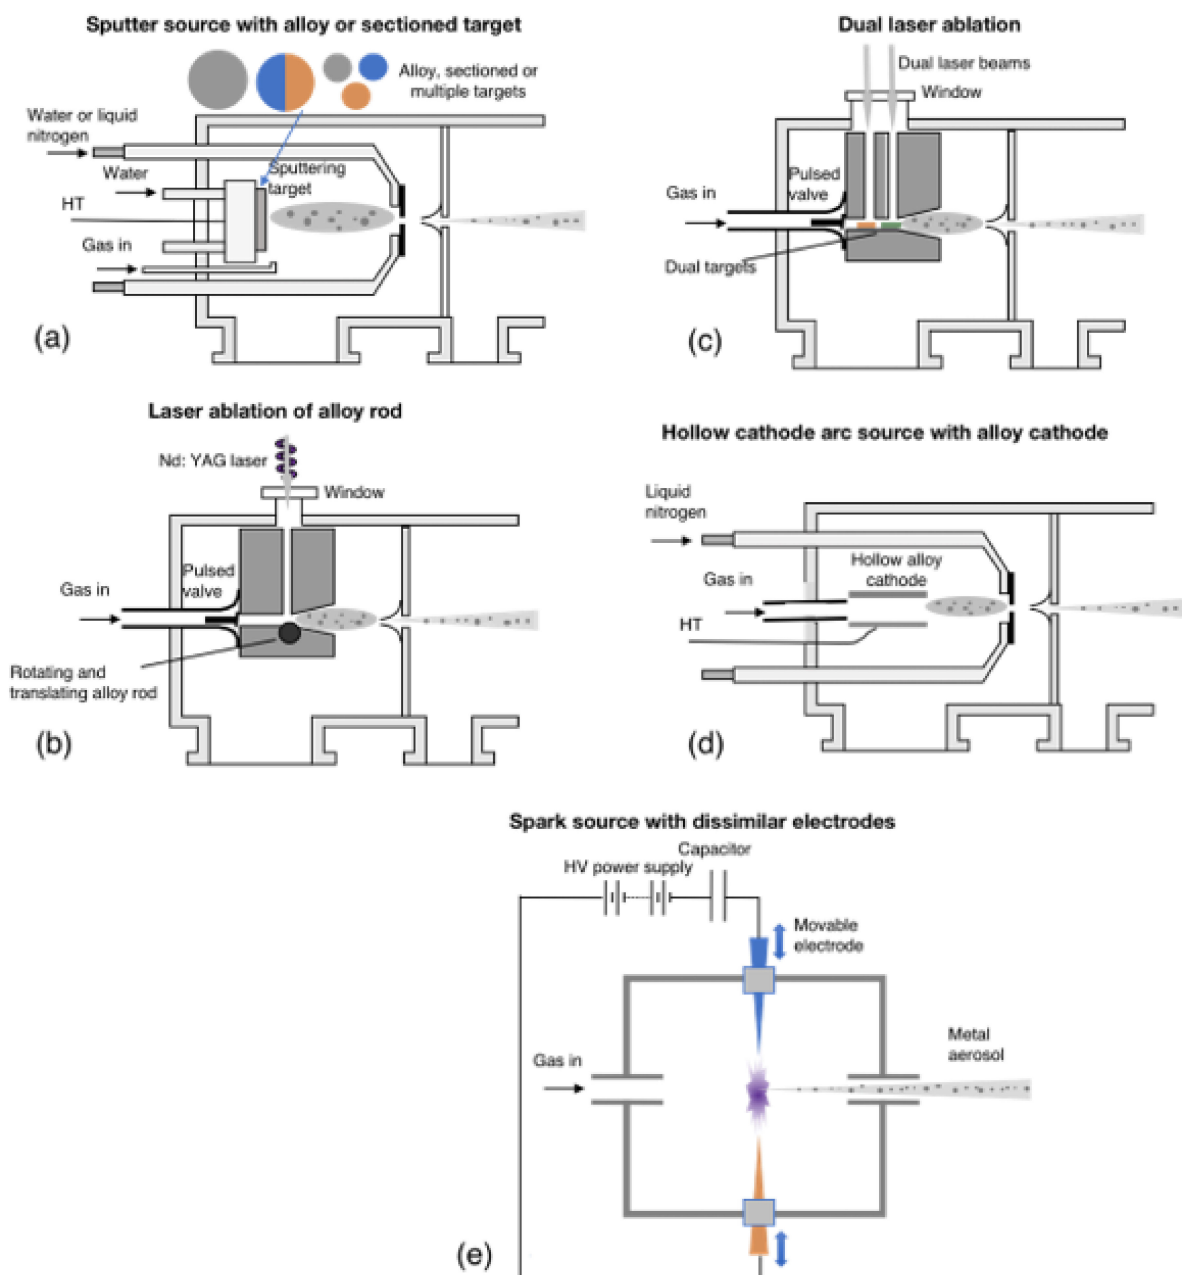 Sputter source with alloy or sectioned target
Alloy, sectioned or
multiple targets
Water or liquid
nitrogen
Water
Sputtering
target
HT
Gas in
(a)
Dual laser ablation
Dual laser beams
Window
Pulsed
valve
Gas in
Dual targets
(c)
Laser ablation of alloy rod
Nd: YAG laser
Window
Pulsed
valve
Gas in
Rotating and
translating alloy rod
(b)
Hollow cathode arc source with alloy cathode
Liquid
nitrogen
Hollow alloy
cathode
Gas in
HT
(d)
Spark source with dissimilar electrodes
Capacitor
HV power supply
Movable
electrode
Metal
aerosol
Gas in
(e)